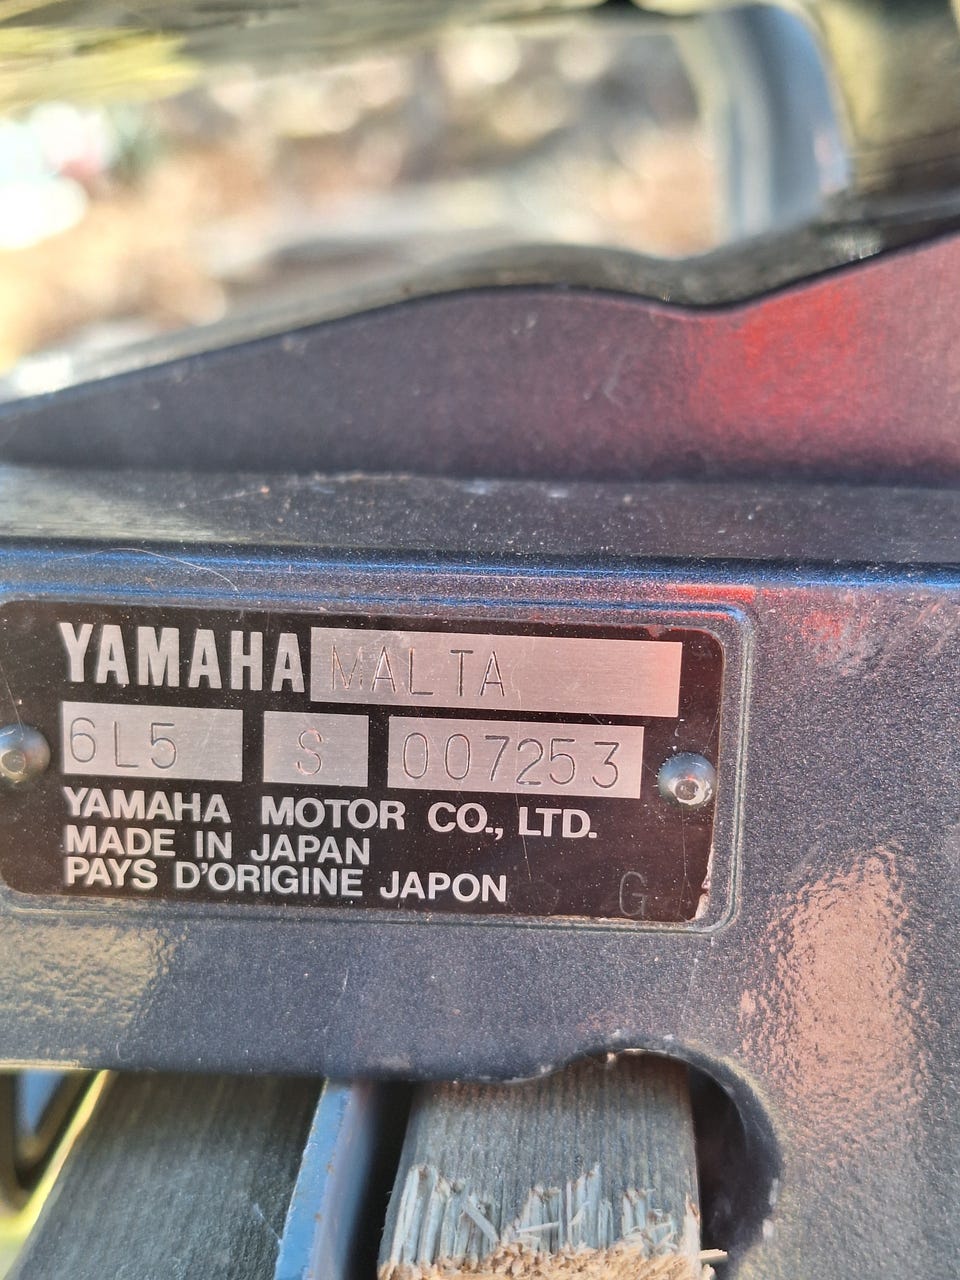 YAMAHA MALTA
6L5 S 007253
YAMAHA MOTOR CO., LTD.
MADE IN JAPAN
PAYS D'ORIGINE JAPON G